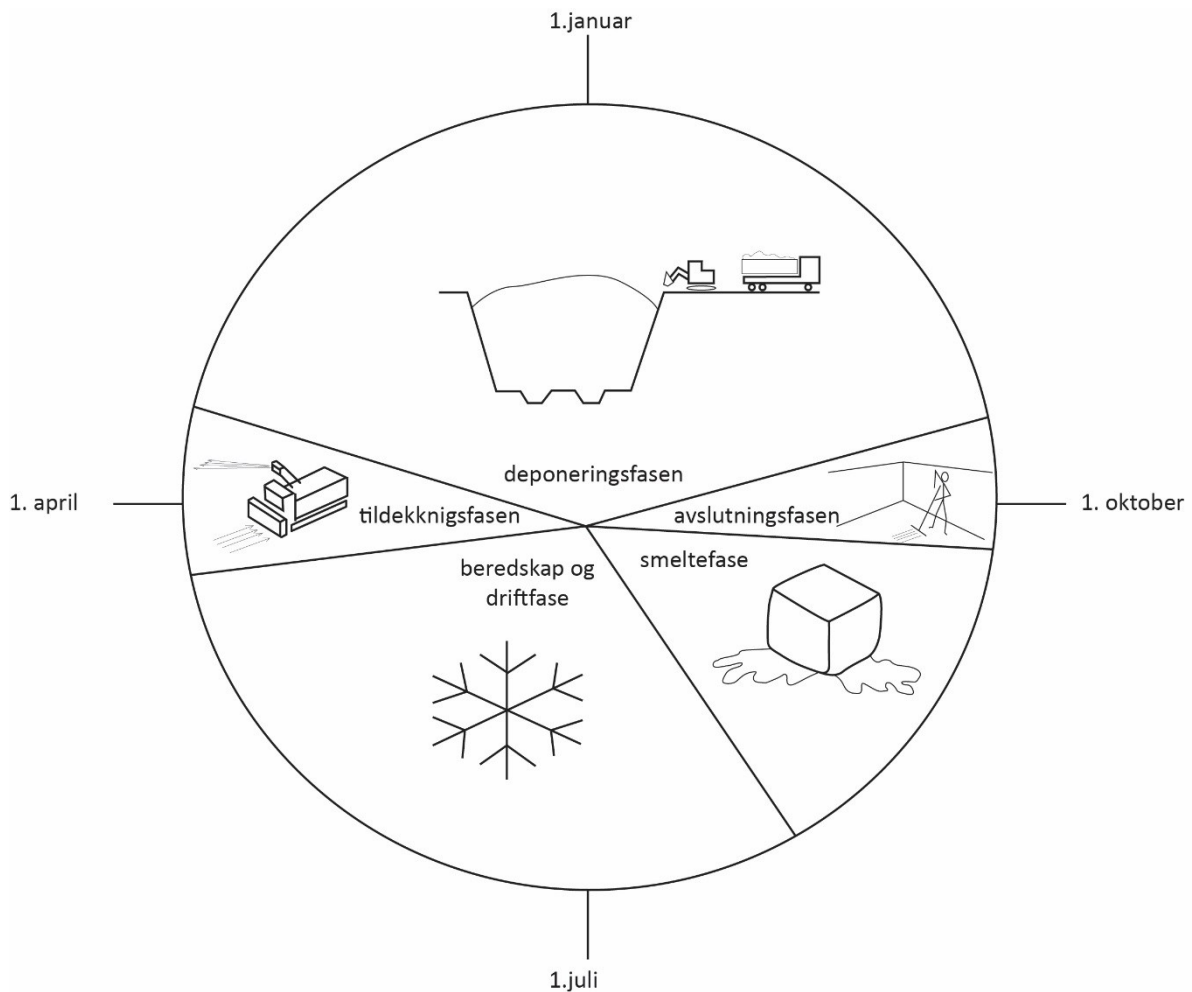 1.januar
deponeringsfasen
1. april
tildekknigsfasen
avslutningsfasen
1. oktober
beredskap og
driftfase
smeltefase
1.juli